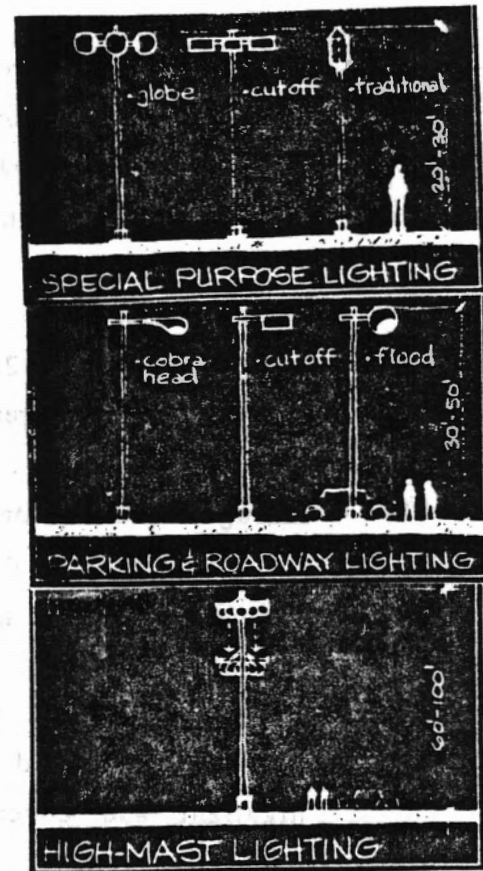 ·globe ·cutoff ·traditional
20'-30'
SPECIAL PURPOSE LIGHTING
·cobra head ·cutoff ·flood
30'-50'
PARKING & ROADWAY LIGHTING
60'-100'
HIGH-MAST LIGHTING